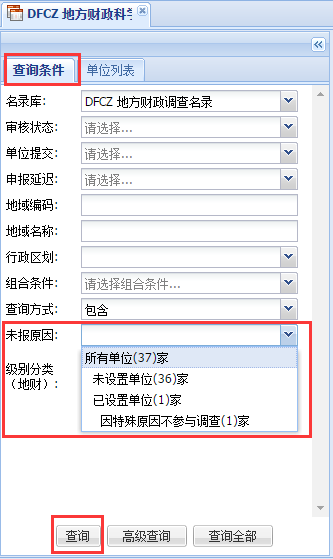 DFCZ 地方财政科学
查询条件 单位列表
名录库: DFCZ 地方财政调查名录
审核状态: 请选择...
单位提交: 请选择...
申报延迟: 请选择...
地域编码:
地域名称:
行政区划:
组合条件: 请选择组合条件...
查询方式: 包含
未报原因:
所有单位(37)家
级别分类
(地财):
未设置单位(36)家
已设置单位(1)家
因特殊原因不参与调查(1)家
查询 高级查询 查询全部